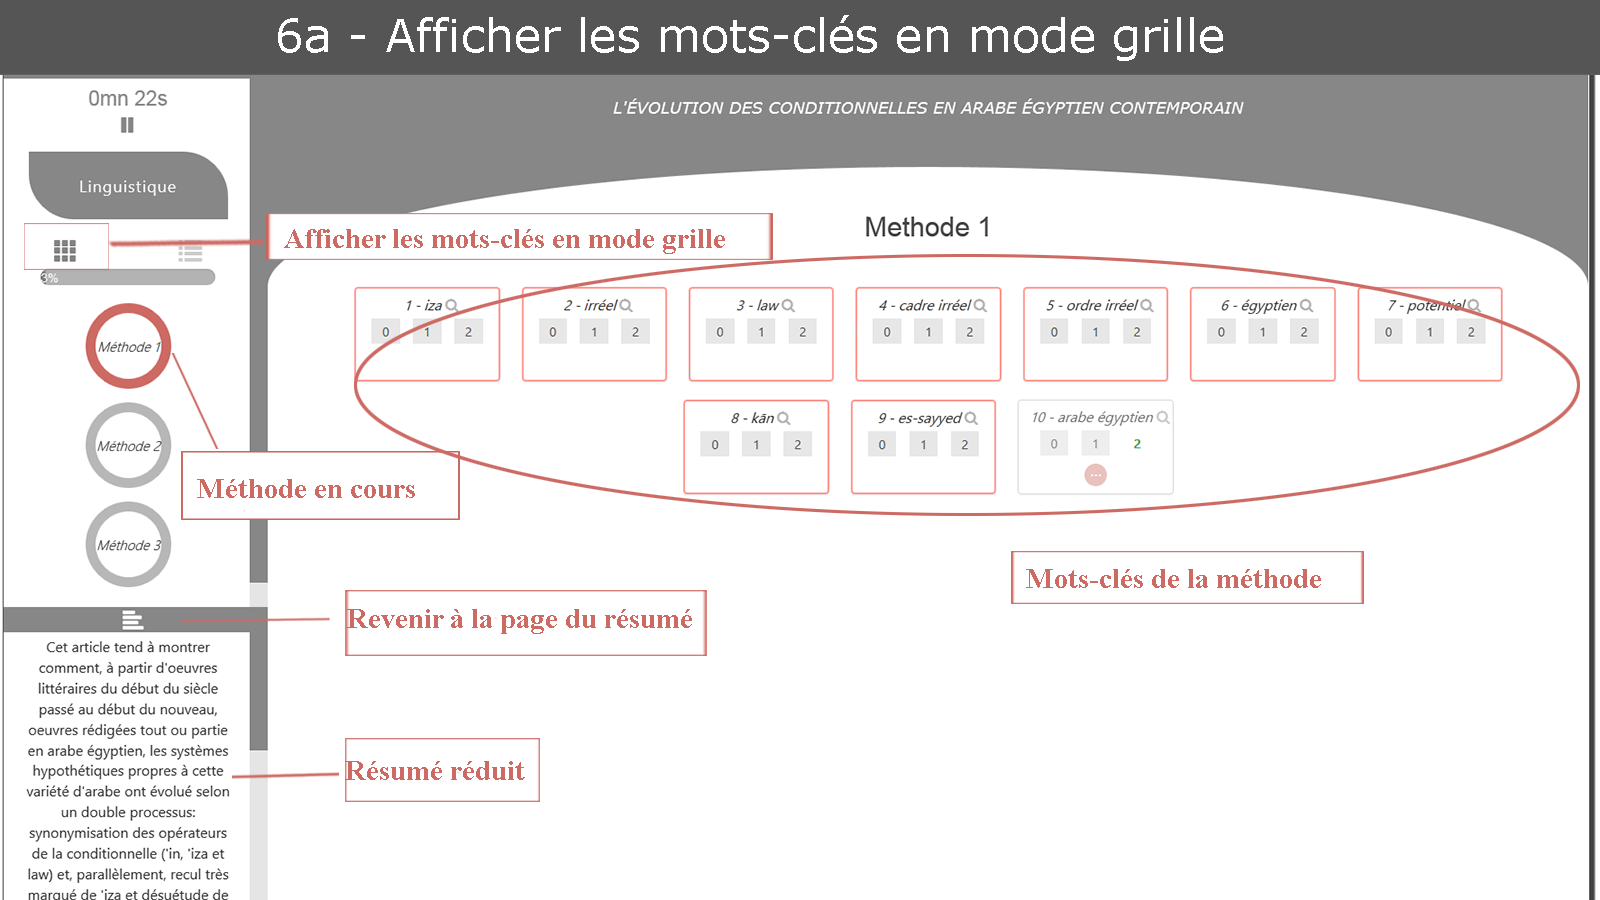 6a - Afficher les mots-clés en mode grille
0mn 22s
Linguistique
3%
Méthode 1
Méthode 2
Méthode 3
Cet article tend à montrer
comment, à partir d'oeuvres
littéraires du début du siècle
passé au début du nouveau,
oeuvres rédigées tout ou partie
en arabe égyptien, les systèmes
hypothétiques propres à cette
variété d'arabe ont évolué selon
un double processus:
synonymisation des opérateurs
de la conditionnelle ('in, 'iza et
law) et, parallèlement, recul très
marqué de 'iza et désuétude de
L'ÉVOLUTION DES CONDITIONNELLES EN ARABE ÉGYPTIEN CONTEMPORAIN
Methode 1
Afficher les mots-clés en mode grille
1 - iza
0 1 2
2 - irréel
0 1 2
3 - law
0 1 2
4 - cadre irréel
0 1 2
5 - ordre irréel
0 1 2
6 - égyptien
0 1 2
7 - potentiel
0 1 2
8 - kān
0 1 2
9 - es-sayyed
0 1 2
10 - arabe égyptien
0 1 2
Méthode en cours
Mots-clés de la méthode
Revenir à la page du résumé
Résumé réduit